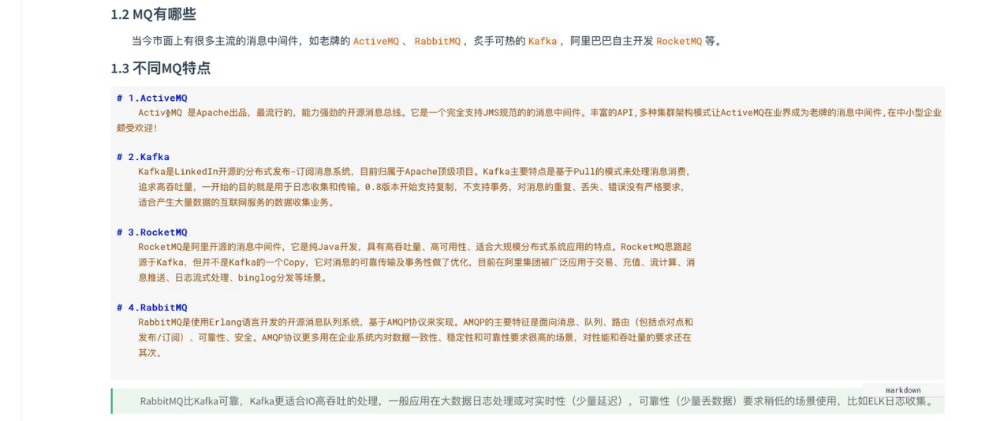 1.2 MQ有哪些
当今市面上有很多主流的消息中间件，如老牌的 ActiveMQ 、 RabbitMQ ，炙手可热的 Kafka ，阿里巴巴自主开发 RocketMQ 等。
1.3 不同MQ特点
# 1.ActiveMQ
ActiveMQ 是Apache出品，最流行的，能力强劲的开源消息总线。它是一个完全支持JMS规范的的消息中间件。丰富的API,多种集群架构模式让ActiveMQ在业界成为老牌的消息中间件,在中小型企业
颇受欢迎!
# 2.Kafka
Kafka是LinkedIn开源的分布式发布-订阅消息系统，目前归属于Apache顶级项目。Kafka主要特点是基于Pull的模式来处理消息消费，
追求高吞吐量，一开始的目的就是用于日志收集和传输。0.8版本开始支持复制，不支持事务，对消息的重复、丢失、错误没有严格要求，
适合产生大量数据的互联网服务的数据收集业务。
# 3.RocketMQ
RocketMQ是阿里开源的消息中间件，它是纯Java开发，具有高吞吐量、高可用性、适合大规模分布式系统应用的特点。RocketMQ思路起
源于Kafka，但并不是Kafka的一个Copy，它对消息的可靠传输及事务性做了优化，目前在阿里集团被广泛应用于交易、充值、流计算、消
息推送、日志流式处理、binglog分发等场景。
# 4.RabbitMQ
RabbitMQ是使用Erlang语言开发的开源消息队列系统，基于AMQP协议来实现。AMQP的主要特征是面向消息、队列、路由（包括点对点和
发布/订阅）、可靠性、安全。AMQP协议更多用在企业系统内对数据一致性、稳定性和可靠性要求很高的场景，对性能和吞吐量的要求还在
其次。
markdown
RabbitMQ比Kafka可靠，Kafka更适合IO高吞吐的处理，一般应用在大数据日志处理或对实时性（少量延迟），可靠性（少量丢数据）要求稍低的场景使用，比如ELK日志收集。